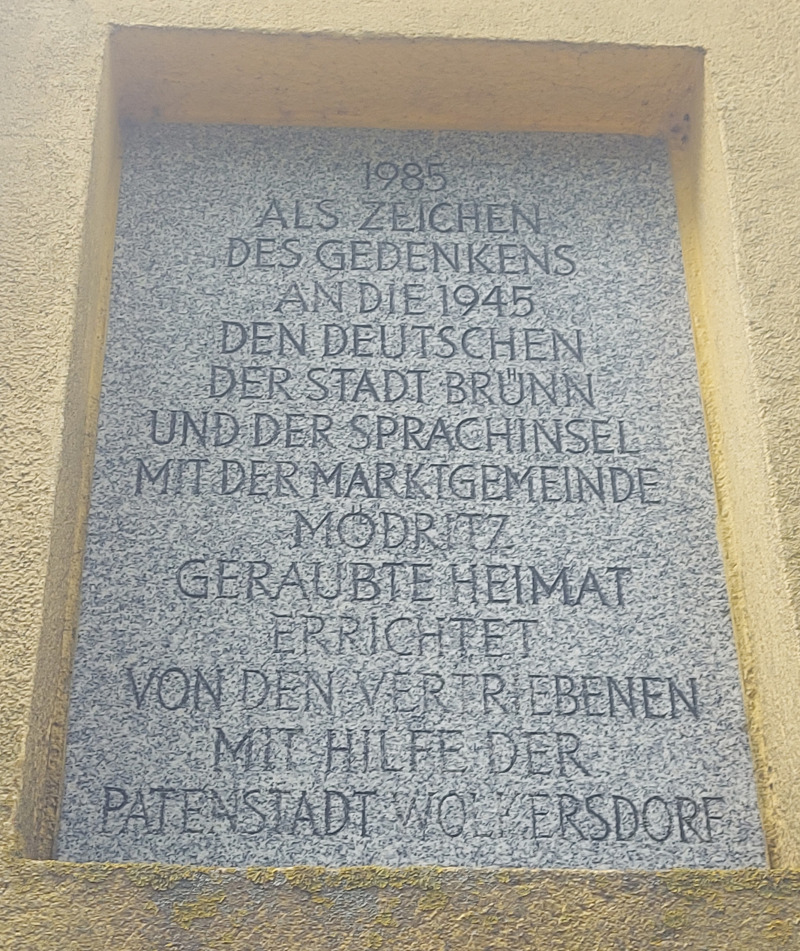 1985
ALS ZEICHEN
DES GEDENKENS
AN DIE 1945
DEN DEUTSCHEN
DER STADT BRÜNN
UND DER SPRACHINSEL
MIT DER MARKTGEMEINDE
MÖDRITZ
GERAUBTE HEIMAT
ERRICHTET
VON DEN VERTRIEBENEN
MIT HILFE DER
PATENSTADT WOLKERSDORF